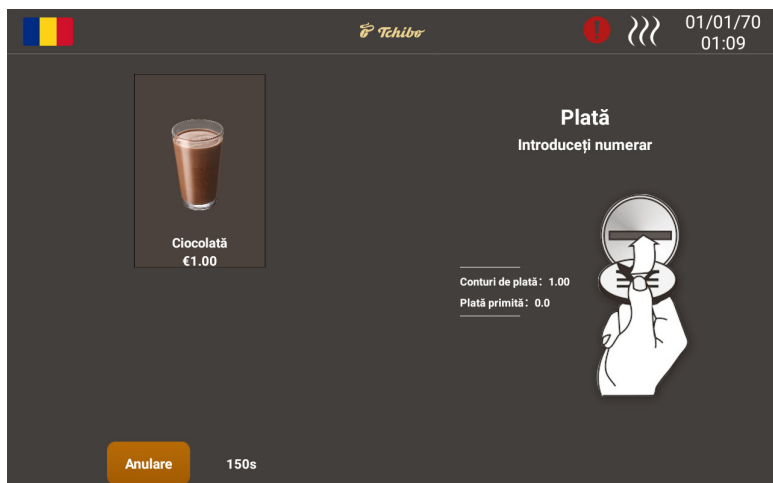 Tchibo
01/01/70
01:09
Ciocolată
€1.00
Plată
Introduceți numerar
Conturi de plată: 1.00
Plată primită: 0.0
Anulare
150s